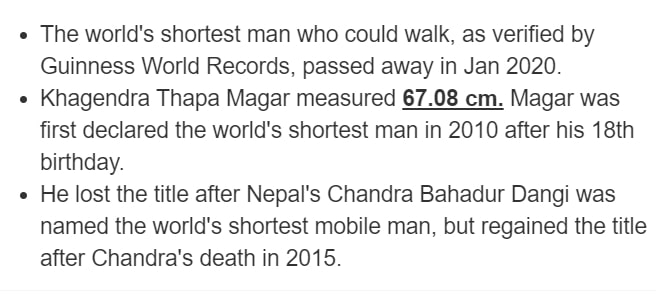 • The world's shortest man who could walk, as verified by
Guinness World Records, passed away in Jan 2020.
• Khagendra Thapa Magar measured 67.08 cm. Magar was
first declared the world's shortest man in 2010 after his 18th
birthday.
• He lost the title after Nepal's Chandra Bahadur Dangi was
named the world's shortest mobile man, but regained the title
after Chandra's death in 2015.